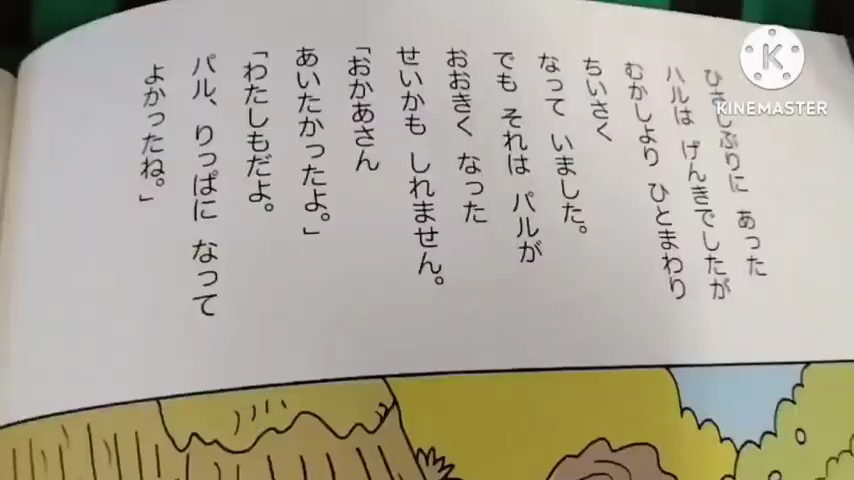 ひさしぶりに あった
ハルは げんきでしたが
むかしより ひとまわり
ちいさく
なって いました。
でも それは パルが
おおきく なった
せいかも しれません。
「おかあさん
あいたかったよ。」
「わたしもだよ。
パル、りっぱに なって
よかったね。」
K
KINEMASTER